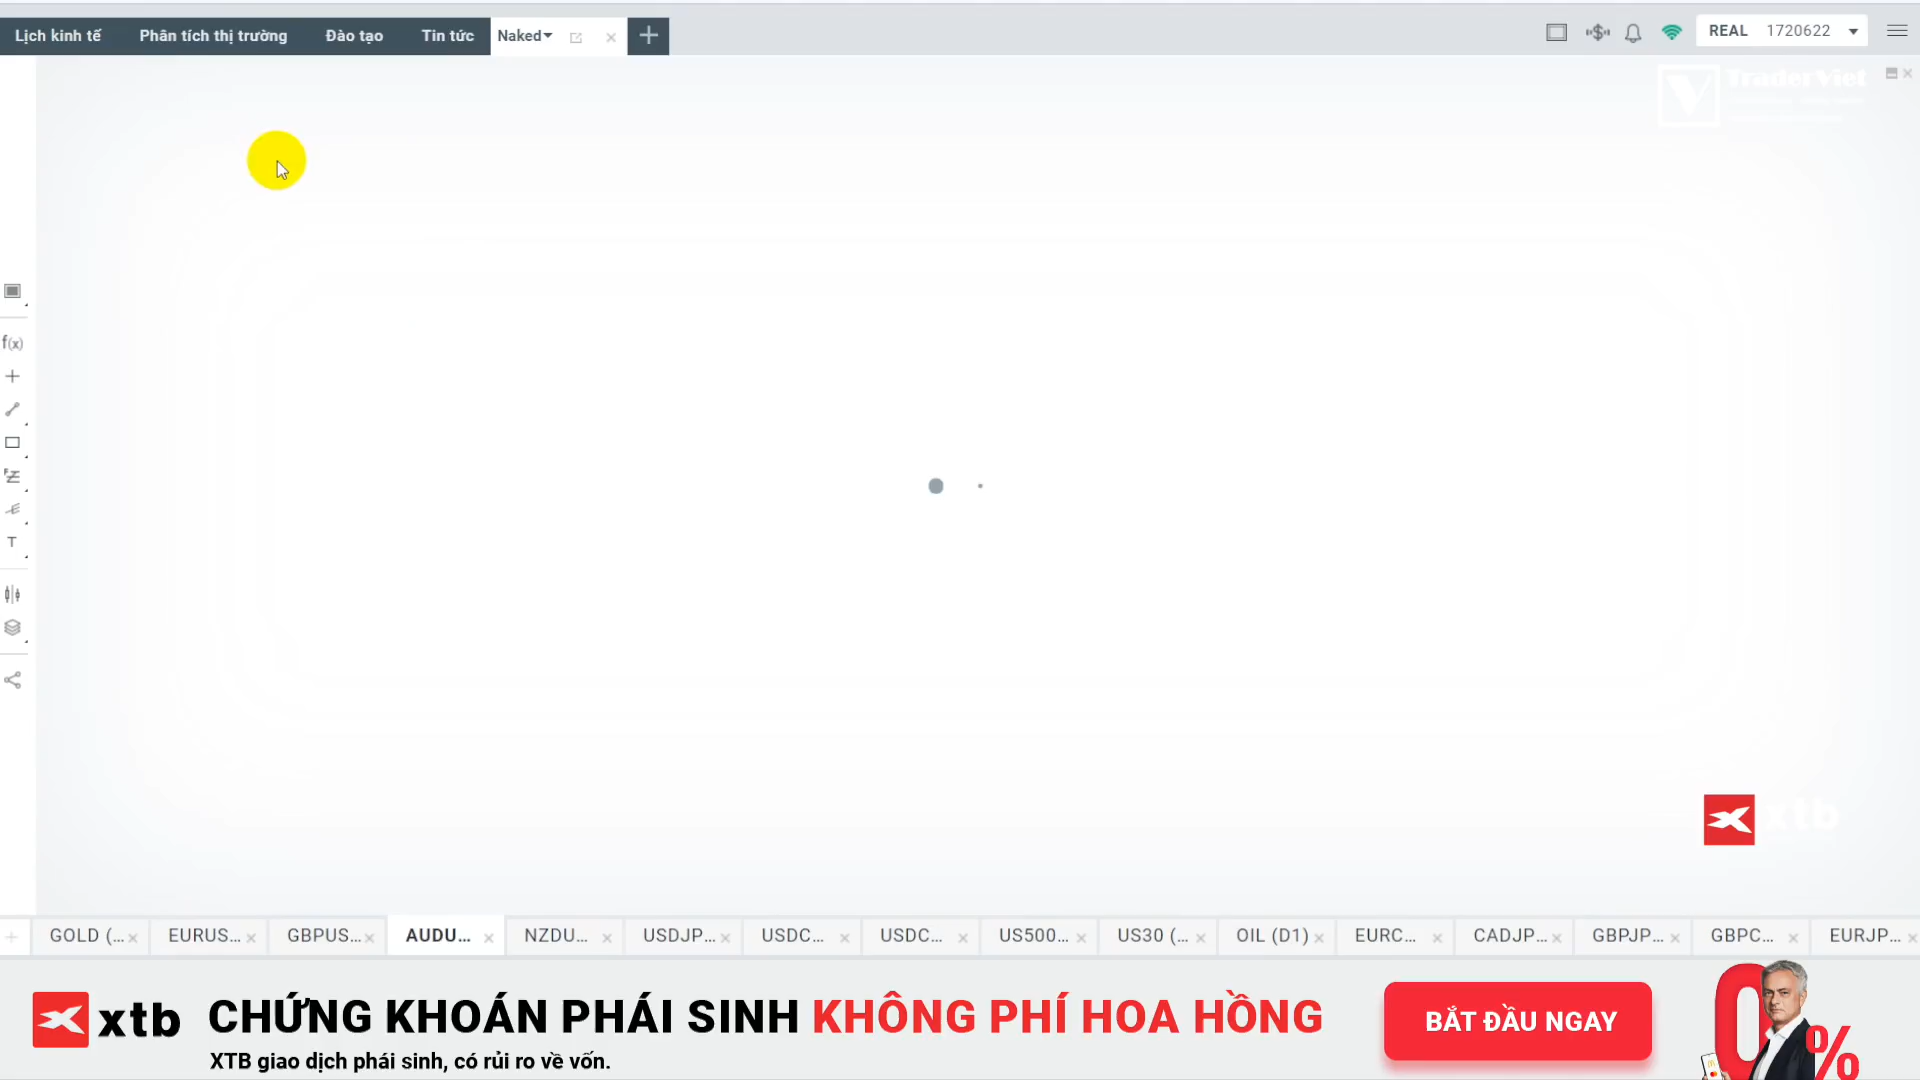 Lịch kinh tế Phân tích thị trường Đào tạo Tin tức Naked REAL 1720622
TraderViet
f(x)
T
xtb
GOLD (... EURUS... GBPUS... AUDU... NZDU... USDJP... USDC... USDC... US500... US30 (... OIL (D1) EURC... CADJP... GBPJP... GBPC... EURJP...
xtb CHỨNG KHOÁN PHÁI SINH KHÔNG PHÍ HOA HỒNG BẮT ĐẦU NGAY 0%
XTB giao dịch phái sinh, có rủi ro về vốn.